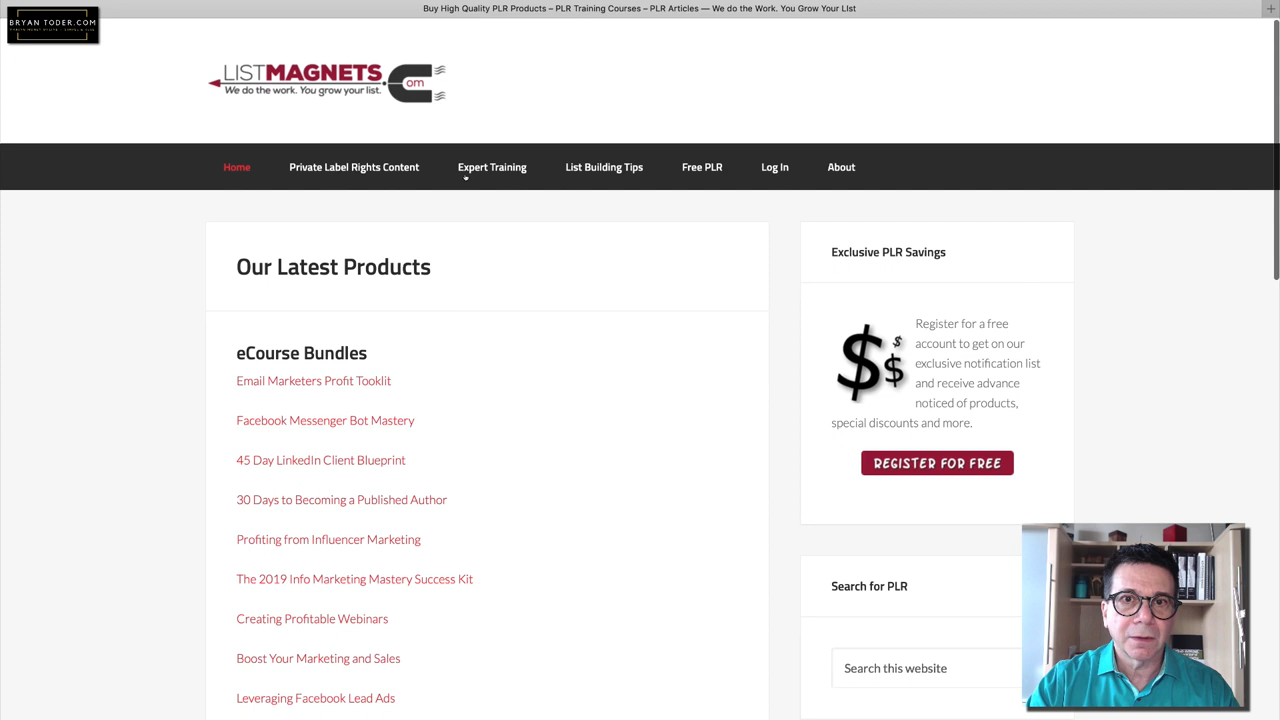 Buy High Quality PLR Products – PLR Training Courses – PLR Articles — We do the Work. You Grow Your LIst
BRYAN TODER.COM
LISTMAGNETS
om
We do the work. You grow your list.
Home
Private Label Rights Content
Expert Training
List Building Tips
Free PLR
Log In
About
Our Latest Products
eCourse Bundles
Email Marketers Profit Tooklit
Facebook Messenger Bot Mastery
45 Day LinkedIn Client Blueprint
30 Days to Becoming a Published Author
Profiting from Influencer Marketing
The 2019 Info Marketing Mastery Success Kit
Creating Profitable Webinars
Boost Your Marketing and Sales
Leveraging Facebook Lead Ads
Exclusive PLR Savings
$ $ $
Register for a free
account to get on our
exclusive notification list
and receive advance
noticed of products,
special discounts and more.
REGISTER FOR FREE
Search for PLR
Search this website